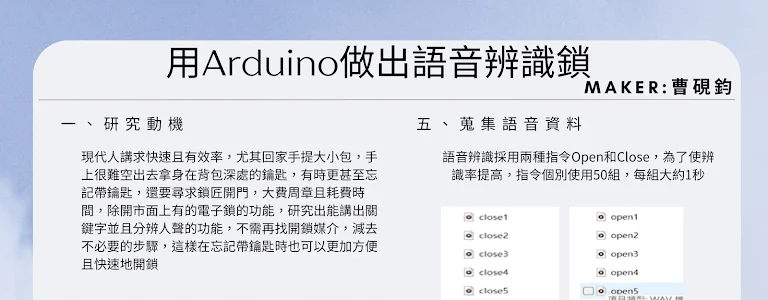 用Arduino做出語音辨識鎖
MAKER:曹硯鈞
一、研究動機
現代人講求快速且有效率，尤其回家手提大小包，手
上很難空出去拿身在背包深處的鑰匙，有時更甚至忘
記帶鑰匙，還要尋求鎖匠開門，大費周章且耗費時
間，除開市面上有的電子鎖的功能，研究出能講出關
鍵字並且分辨人聲的功能，不需再找開鎖媒介，減去
不必要的步驟，這樣在忘記帶鑰匙時也可以更加方便
且快速地開鎖
五、蒐集語音資料
語音辨識採用兩種指令Open和Close，為了使辨
識率提高，指令個別使用50組，每組大約1秒
close1
close2
close3
close4
close5
open1
open2
open3
open4
open5
項目類型: WAV 檔